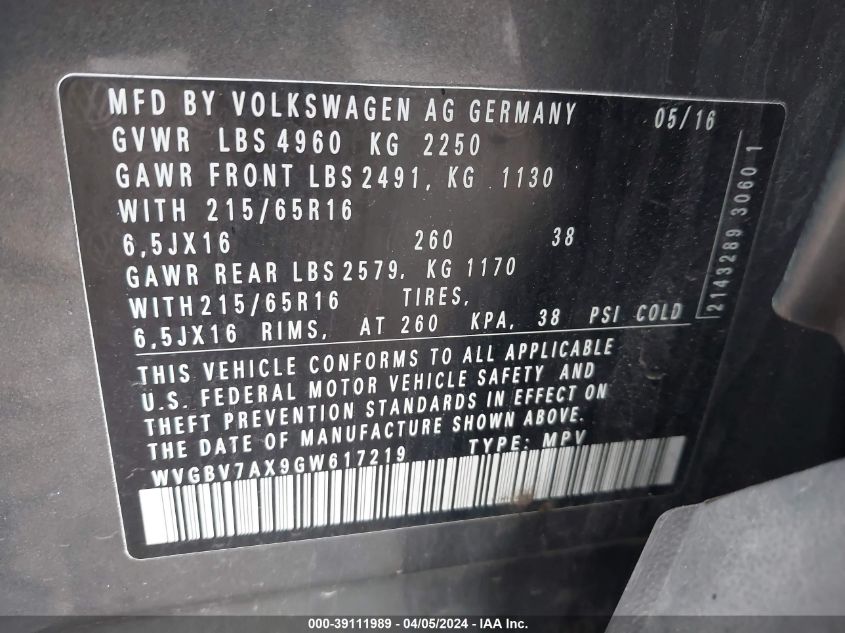 MFD BY VOLKSWAGEN AG GERMANY 05/16
GVWR LBS 4960 KG 2250
GAWR FRONT LBS 2491, KG 1130
WITH 215/65R16
6,5JX16 260 38
GAWR REAR LBS 2579, KG 1170
WITH 215/65R16 TIRES,
6,5JX16 RIMS, AT 260 KPA, 38 PSI COLD
THIS VEHICLE CONFORMS TO ALL APPLICABLE
U.S. FEDERAL MOTOR VEHICLE SAFETY AND
THEFT PREVENTION STANDARDS IN EFFECT ON
THE DATE OF MANUFACTURE SHOWN ABOVE.
WVGBV7AX9GW617219 TYPE: MPV
2143289 3060 1
000-39111989 - 04/05/2024 - IAA Inc.